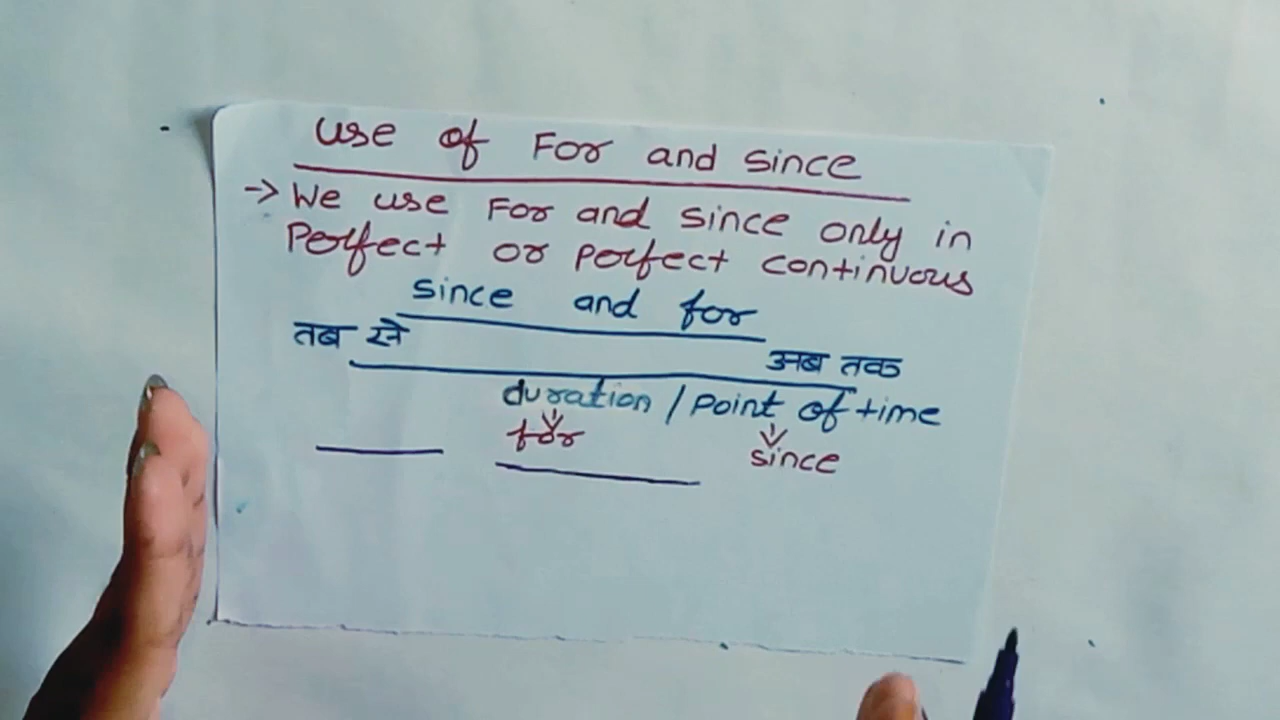 use of For and since
-> We use For and since only in
Perfect or perfect continuous
since and for
तब से
अब तक
duration / Point of time
for
since